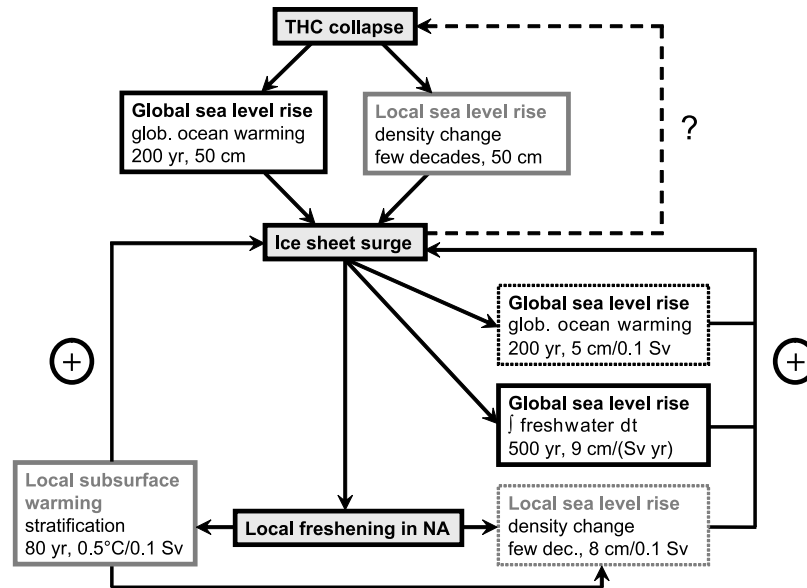 THC collapse
Global sea level rise
glob. ocean warming
200 yr, 50 cm
Local sea level rise
density change
few decades, 50 cm
?
Ice sheet surge
Global sea level rise
glob. ocean warming
200 yr, 5 cm/0.1 Sv
+
+
Global sea level rise
∫ freshwater dt
500 yr, 9 cm/(Sv yr)
Local subsurface
warming
stratification
80 yr, 0.5°C/0.1 Sv
Local freshening in NA
Local sea level rise
density change
few dec., 8 cm/0.1 Sv